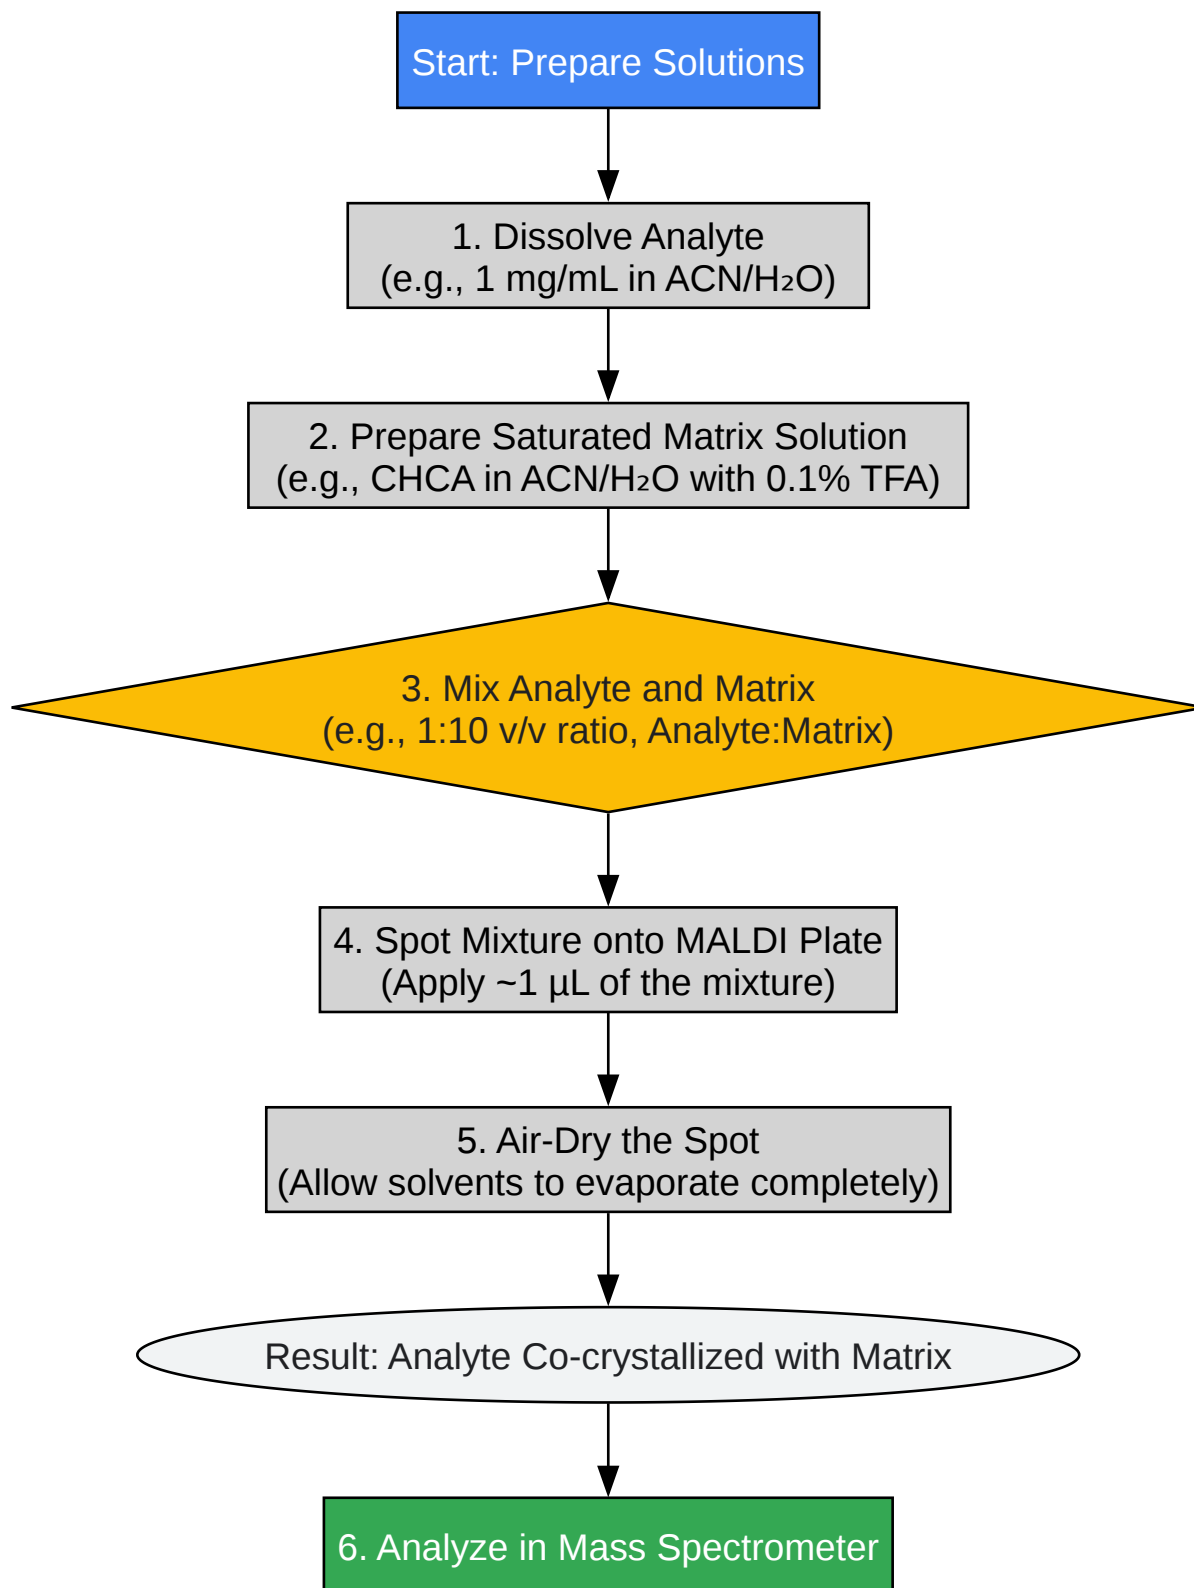 Start: Prepare Solutions
1. Dissolve Analyte
(e.g., 1 mg/mL in ACN/H₂O)
2. Prepare Saturated Matrix Solution
(e.g., CHCA in ACN/H₂O with 0.1% TFA)
3. Mix Analyte and Matrix
(e.g., 1:10 v/v ratio, Analyte:Matrix)
4. Spot Mixture onto MALDI Plate
(Apply ~1 µL of the mixture)
5. Air-Dry the Spot
(Allow solvents to evaporate completely)
Result: Analyte Co-crystallized with Matrix
6. Analyze in Mass Spectrometer